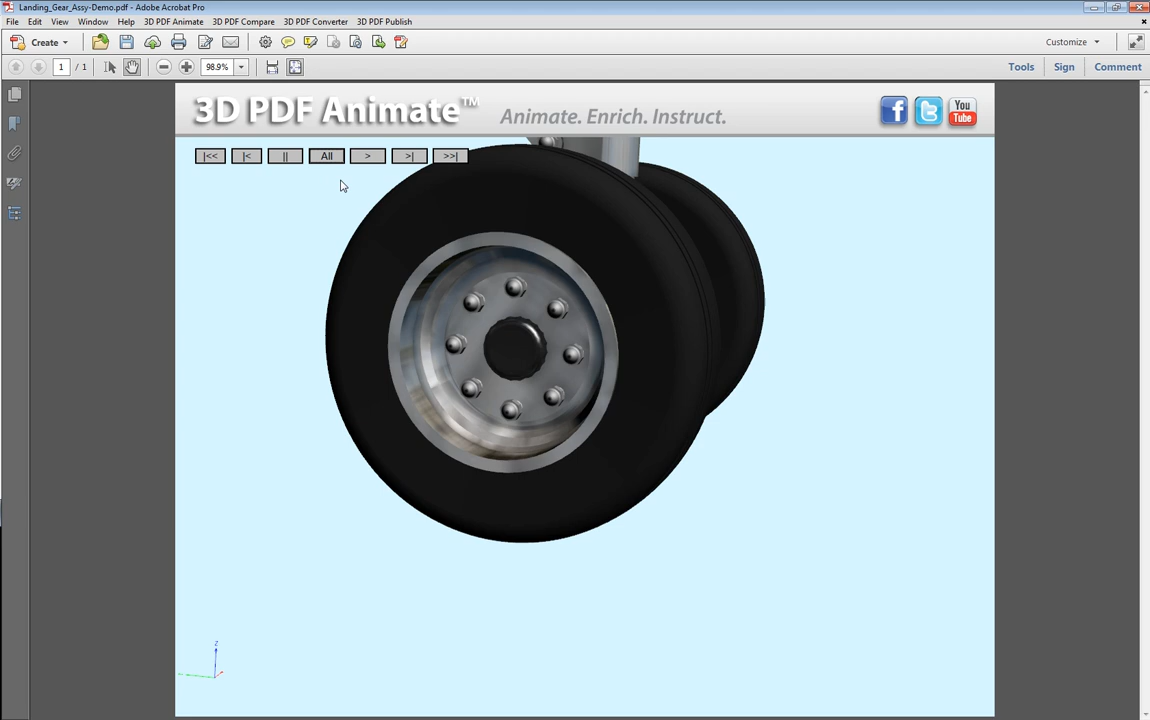 Landing_Gear_Assy-Demo.pdf - Adobe Acrobat Pro
File Edit View Window Help 3D PDF Animate 3D PDF Compare 3D PDF Converter 3D PDF Publish
Create Customize
1 / 1 98.9% Tools Sign Comment
3D PDF Animate™ Animate. Enrich. Instruct. f t You Tube
|<< |< || All > >| >>|
z